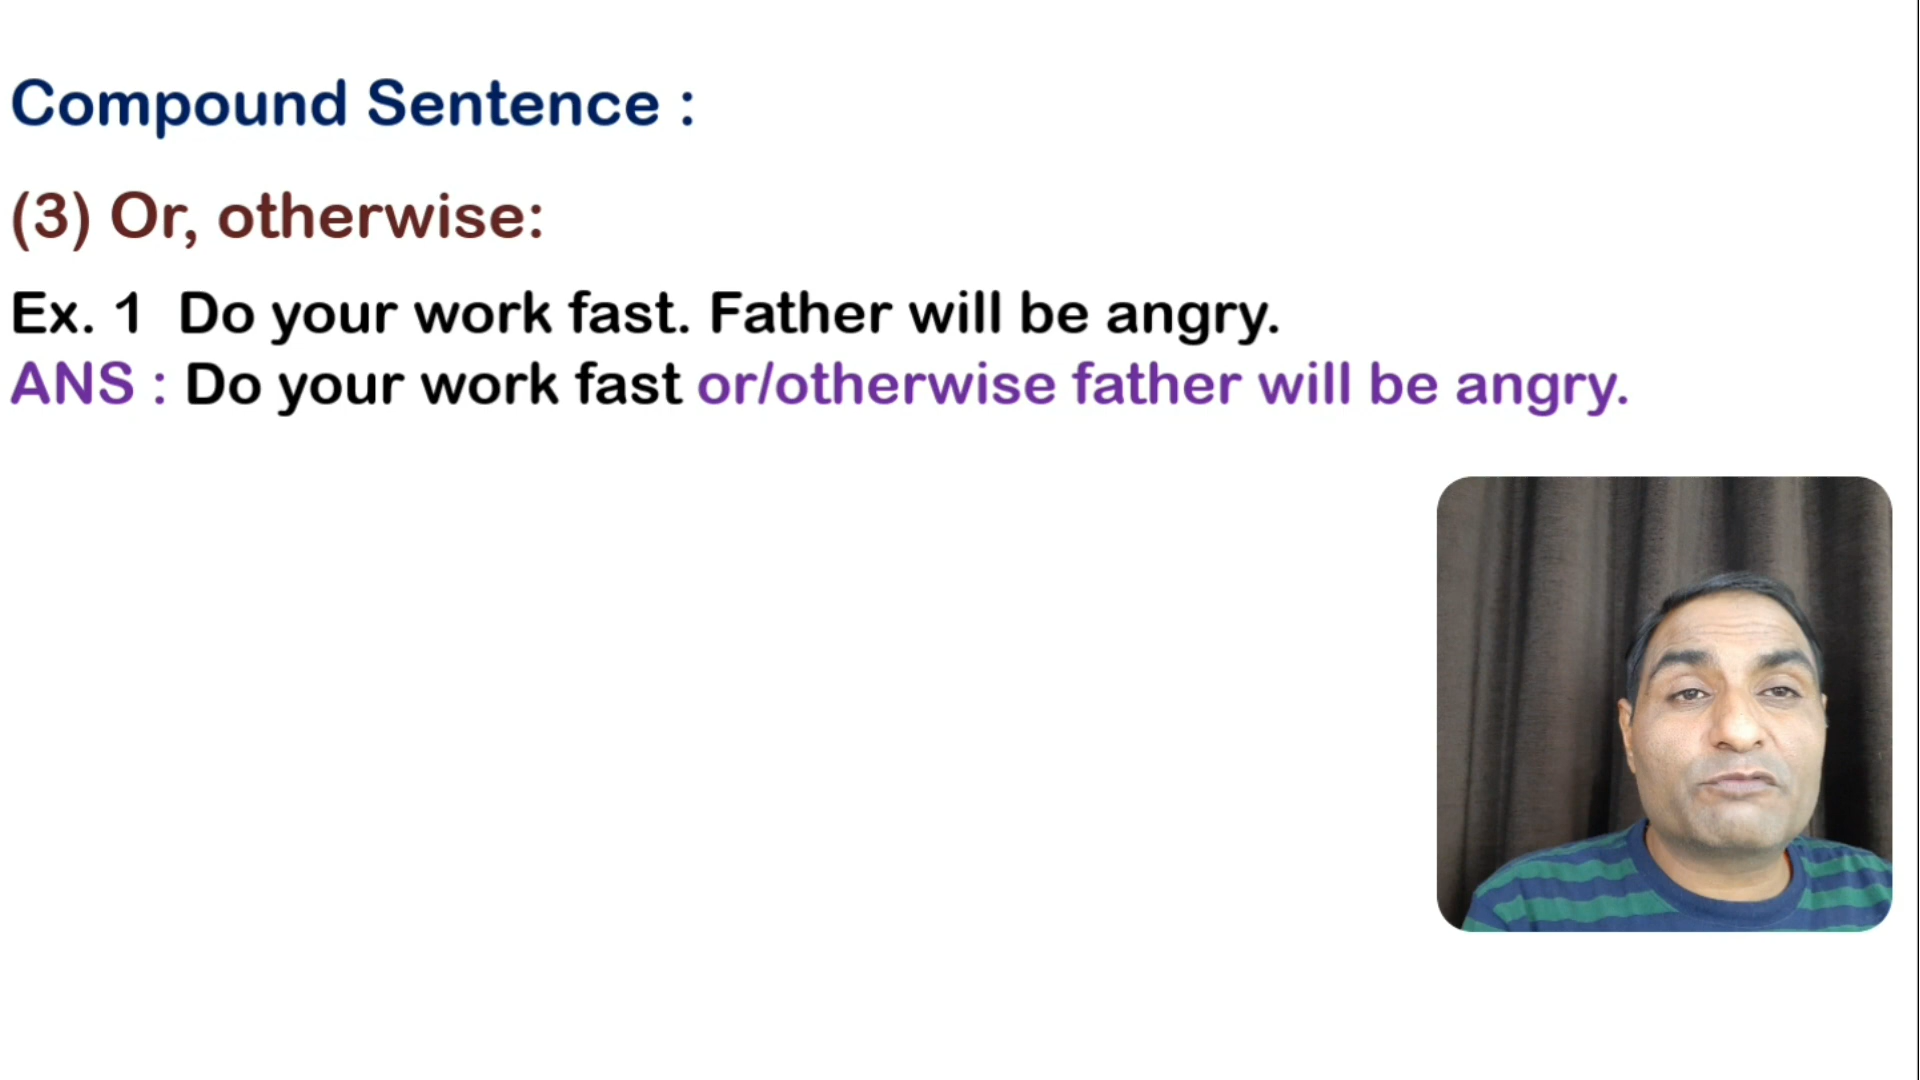 Compound Sentence :
(3) Or, otherwise:
Ex. 1 Do your work fast. Father will be angry.
ANS : Do your work fast or/otherwise father will be angry.